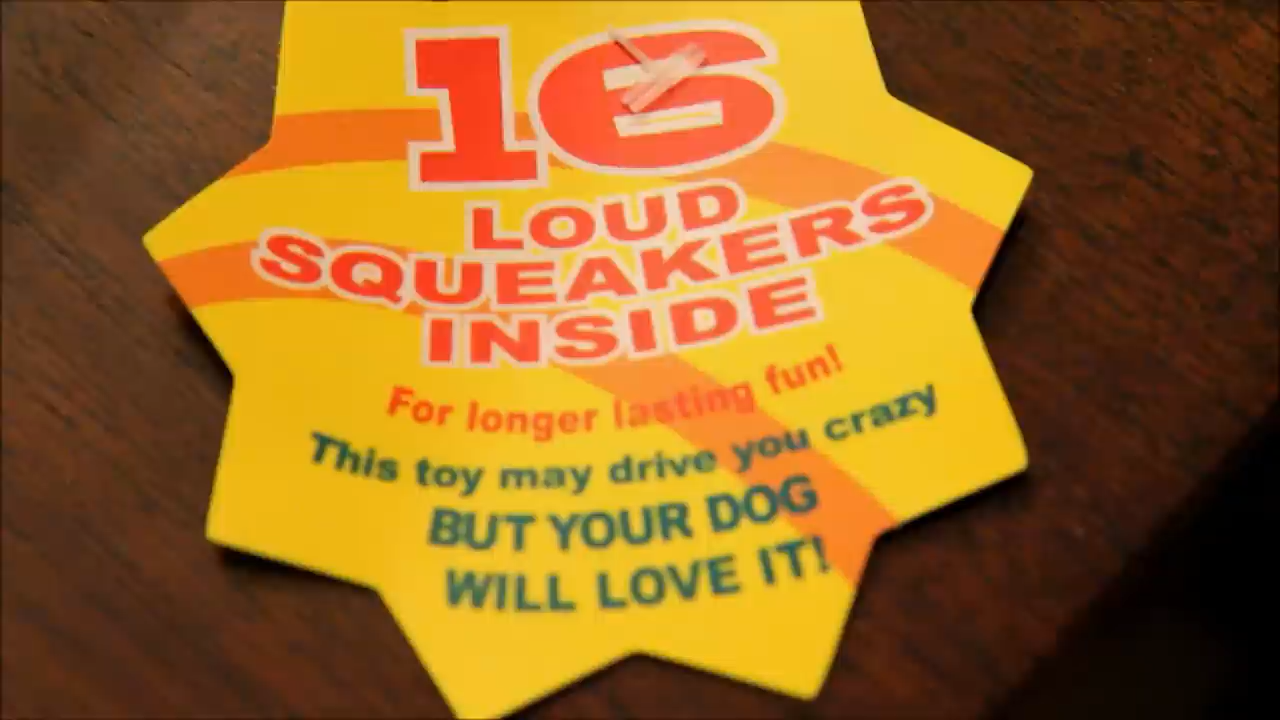 16
LOUD
SQUEAKERS
INSIDE
For longer lasting fun!
This toy may drive you crazy
BUT YOUR DOG
WILL LOVE IT!